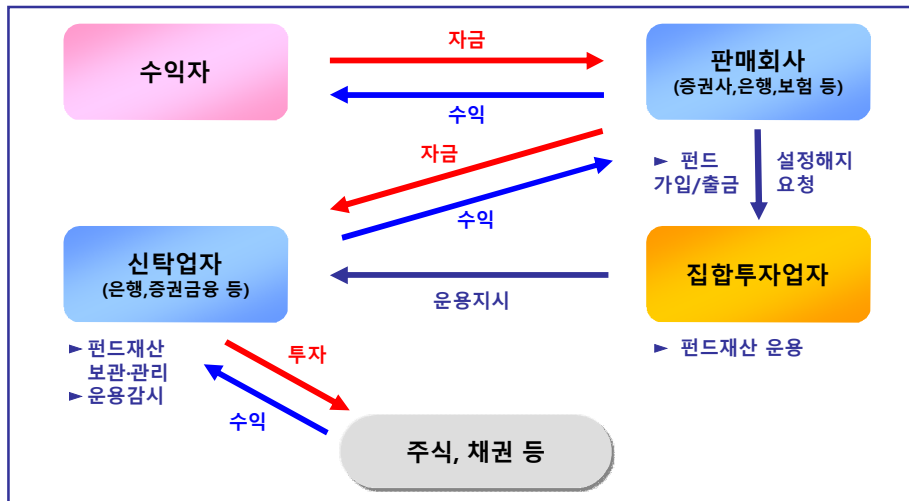 수익자
자금
수익
판매회사
(증권사,은행,보험 등)
자금
수익
► 펀드
가입/출금
설정해지
요청
신탁업자
(은행,증권금융 등)
운용지시
집합투자업자
► 펀드재산
보관·관리
► 운용감시
투자
수익
► 펀드재산 운용
주식, 채권 등